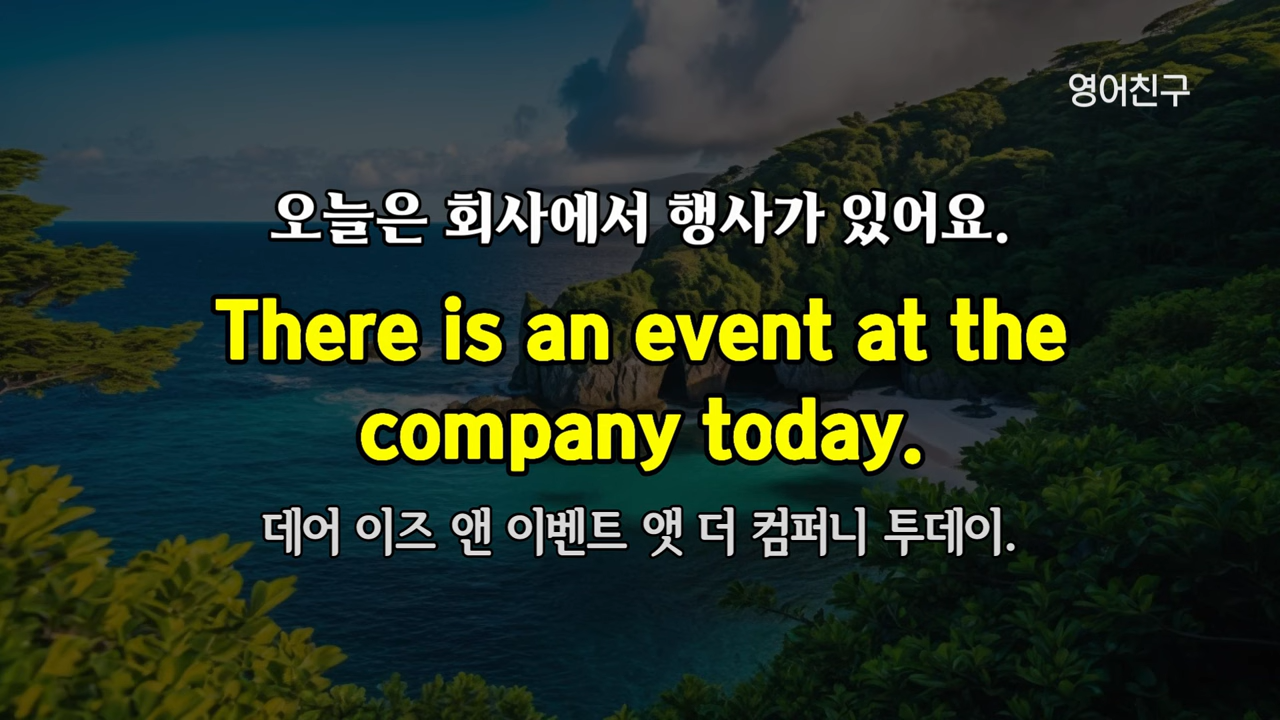 영어친구
오늘은 회사에서 행사가 있어요.
There is an event at the
company today.
데어 이즈 앤 이벤트 앳 더 컴퍼니 투데이.